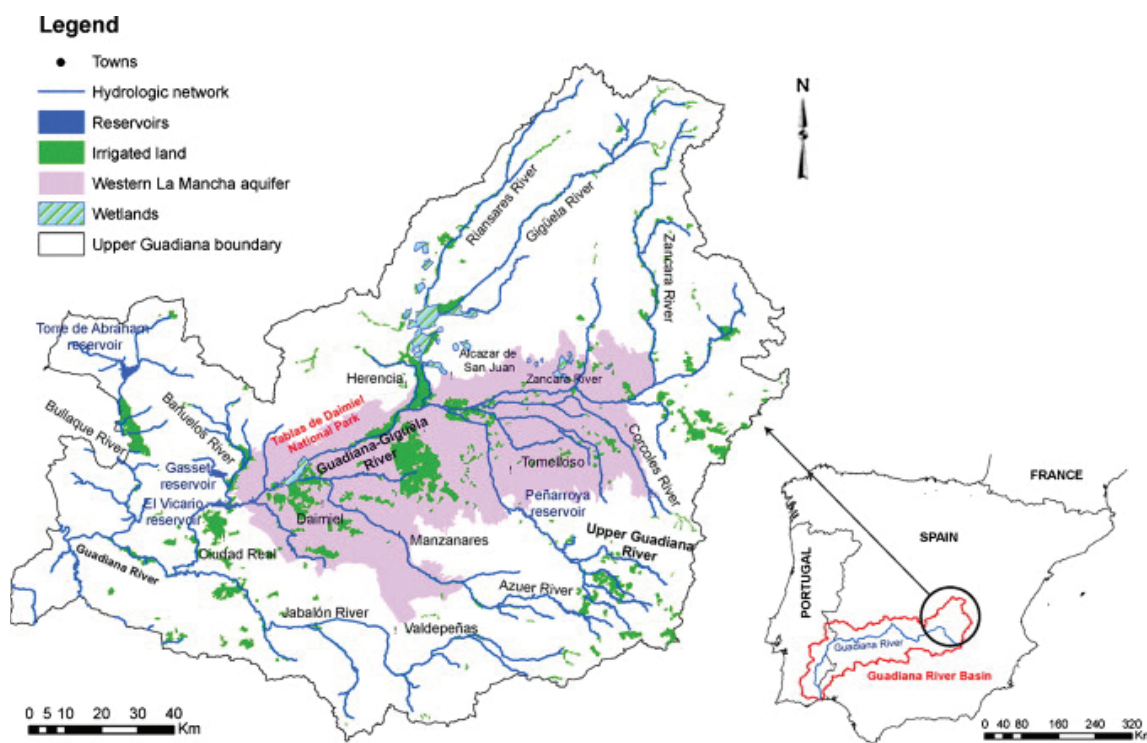 Legend
Towns
Hydrologic network
Reservoirs
Irrigated land
Western La Mancha aquifer
Wetlands
Upper Guadiana boundary
N
Riansares River
Gigüela River
Zancara River
Torre de Abraham
reservoir
Bullaque River
Bañuelos River
Herencia
Alcazar de
San Juan
Zancara River
Tablas de Daimiel
National Park
Guadiana-Gigüela
River
Gasset
reservoir
El Vicario
reservoir
Tomelloso
Corcoles River
Peñarroya
reservoir
Daimiel
Manzanares
Upper Guadiana
River
Ciudad Real
Guadiana River
Azuer River
Jabalón River
Valdepeñas
0 5 10 20 30 40
Km
FRANCE
SPAIN
PORTUGAL
Guadiana River
Guadiana River Basin
0 40 80 160 240 320